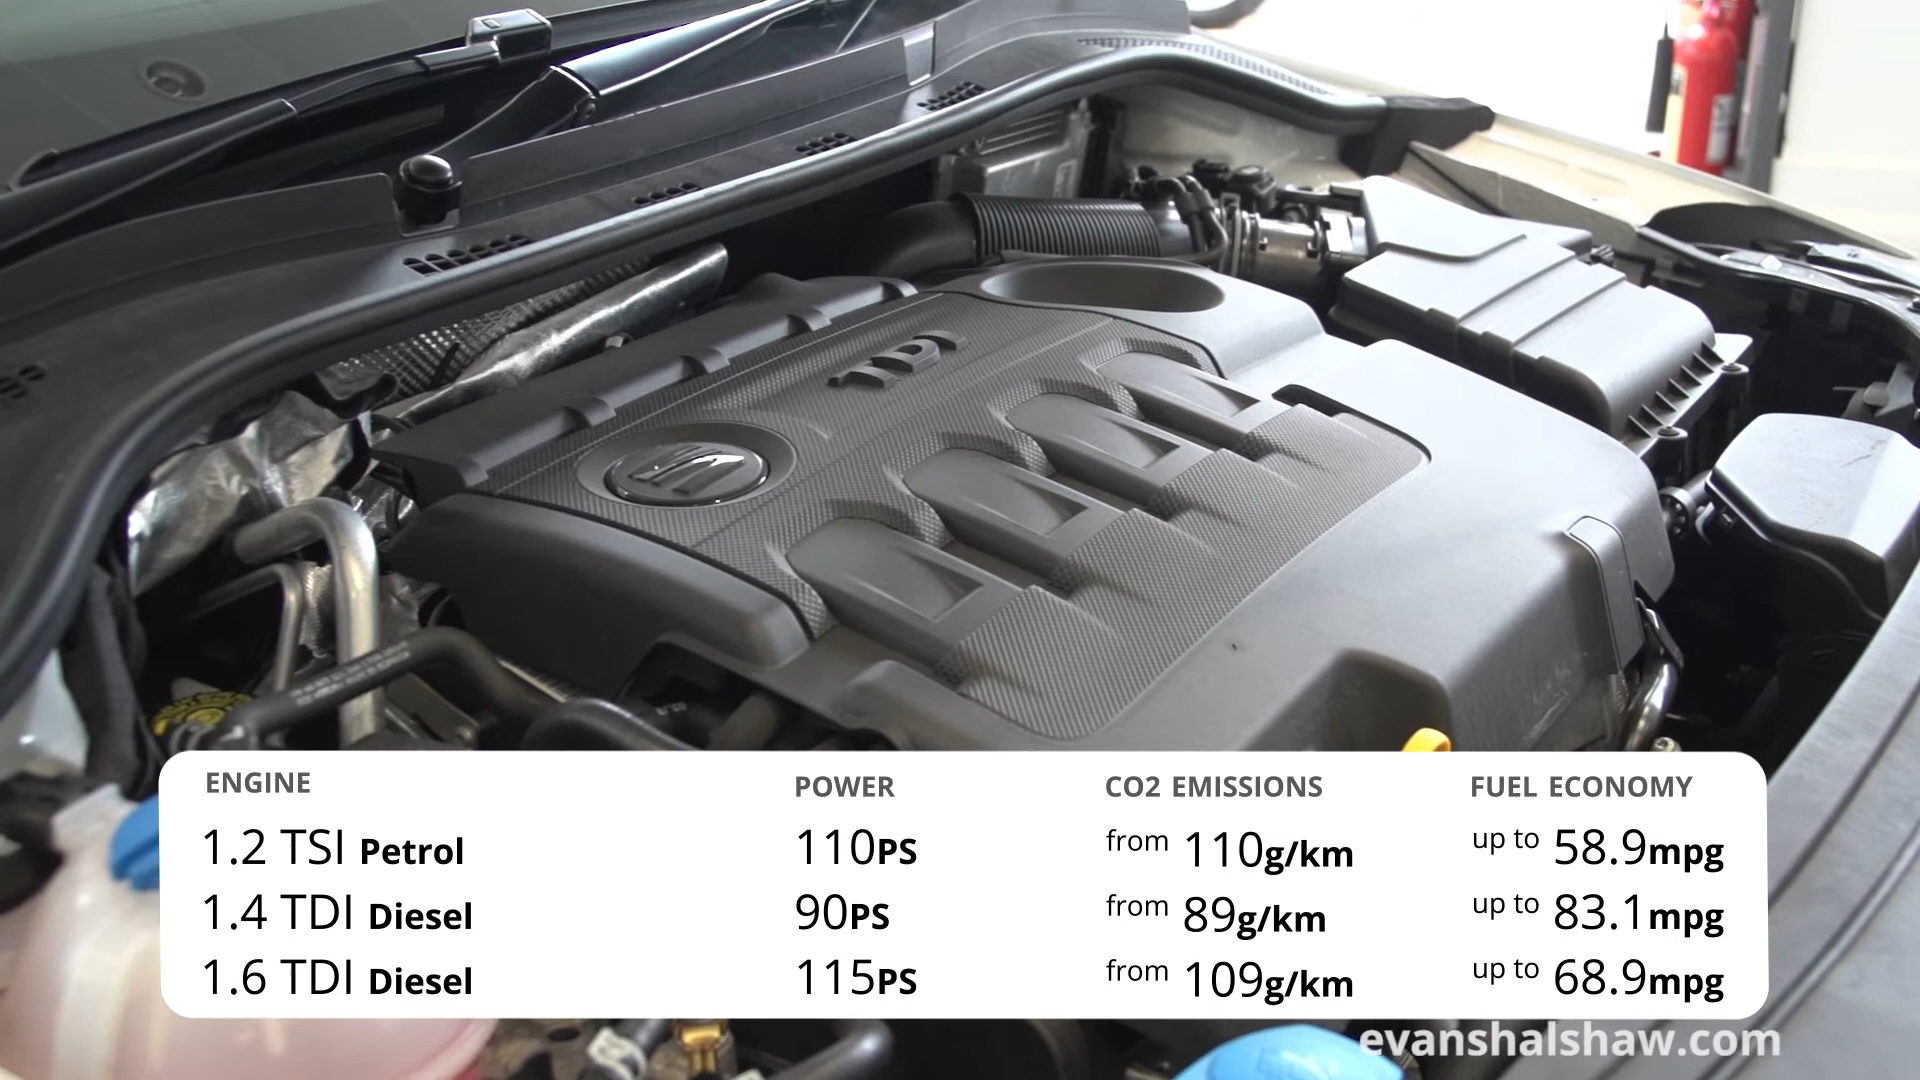 TDI
ENGINE POWER CO2 EMISSIONS FUEL ECONOMY
1.2 TSI Petrol 110PS from 110g/km up to 58.9mpg
1.4 TDI Diesel 90PS from 89g/km up to 83.1mpg
1.6 TDI Diesel 115PS from 109g/km up to 68.9mpg
evanshalshaw.com